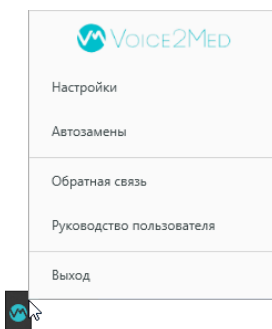 Voice2Med
Настройки
Автозамены
Обратная связь
Руководство пользователя
Выход